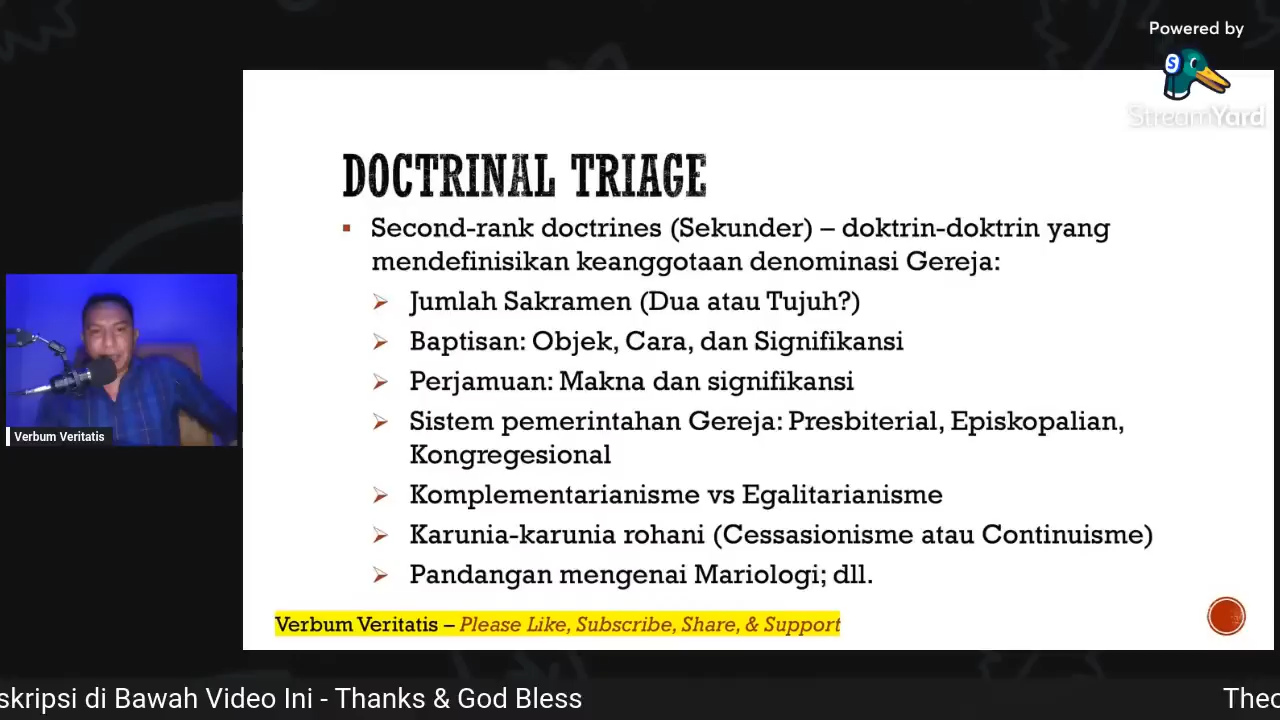 Powered by
S
StreamYard
DOCTRINAL TRIAGE
Second-rank doctrines (Sekunder) – doktrin-doktrin yang
mendefinisikan keanggotaan denominasi Gereja:
Jumlah Sakramen (Dua atau Tujuh?)
Baptisan: Objek, Cara, dan Signifikansi
Perjamuan: Makna dan signifikansi
Sistem pemerintahan Gereja: Presbiterial, Episkopalian,
Kongregesional
Komplementarianisme vs Egalitarianisme
Karunia-karunia rohani (Cessasionisme atau Continuisme)
Pandangan mengenai Mariologi; dll.
Verbum Veritatis
Verbum Veritatis – Please Like, Subscribe, Share, & Support
skripsi di Bawah Video Ini - Thanks & God Bless
Theo